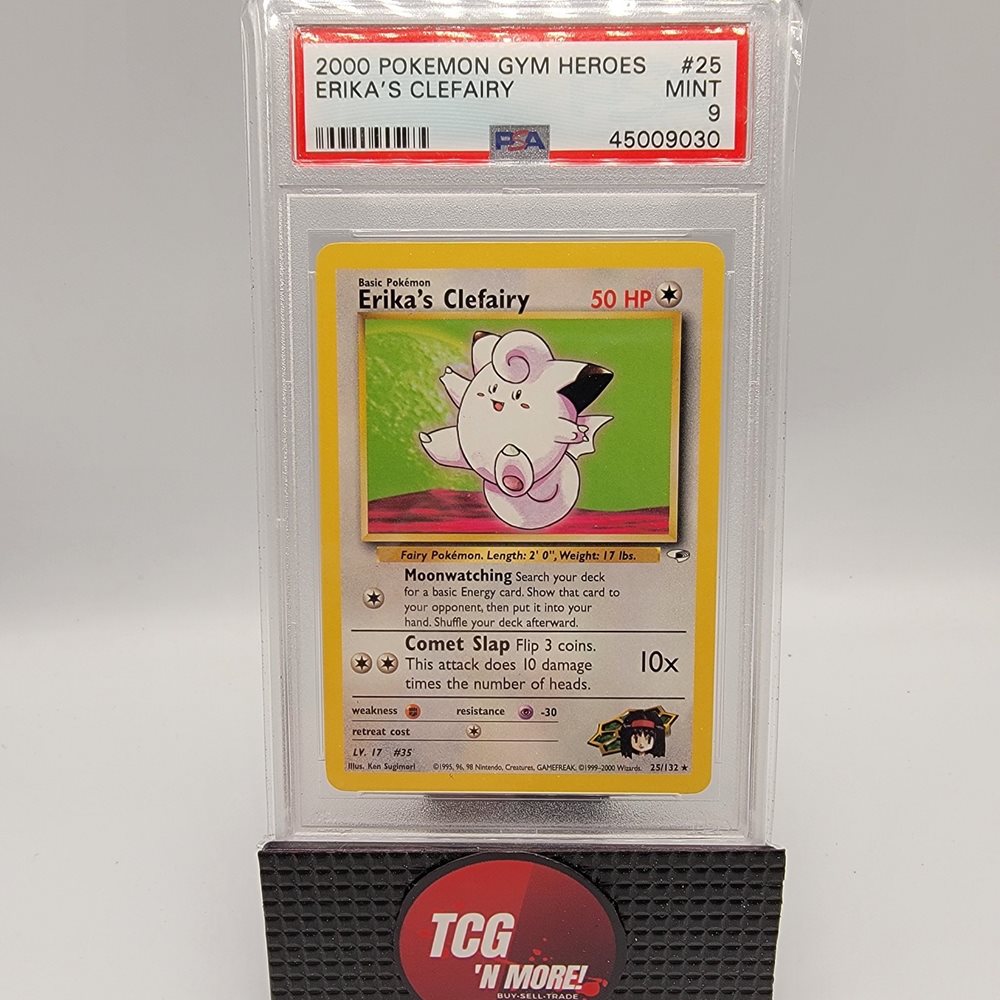 2000 POKEMON GYM HEROES #25
ERIKA'S CLEFAIRY MINT
9
PSA 45009030
Basic Pokémon
Erika's Clefairy 50 HP
Fairy Pokémon. Length: 2' 0", Weight: 17 lbs.
Moonwatching Search your deck
for a basic Energy card. Show that card to
your opponent, then put it into your
hand. Shuffle your deck afterward.
Comet Slap Flip 3 coins.
This attack does 10 damage
times the number of heads.
10x
weakness resistance -30
retreat cost
LV. 17 #35
Illus. Ken Sugimori ©1995, 96, 98 Nintendo, Creatures, GAMEFREAK. ©1999-2000 Wizards. 25/132 ★
TCG
'N MORE!
BUY-SELL-TRADE